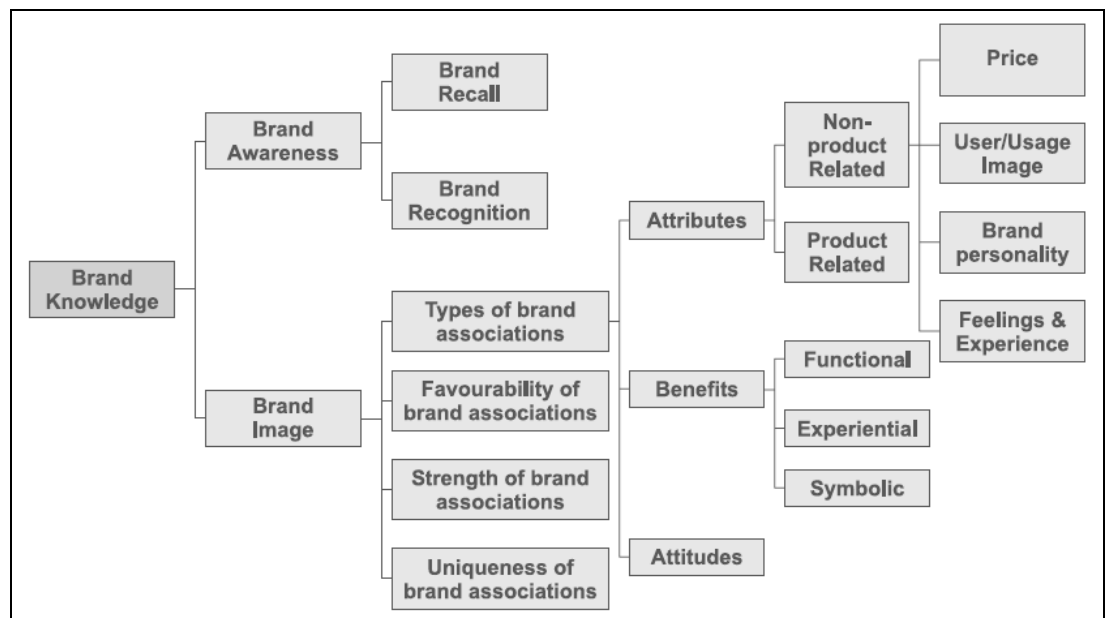 Brand
Knowledge
Brand
Awareness
Brand
Image
Brand
Recall
Brand
Recognition
Types of brand
associations
Favourability of
brand associations
Strength of brand
associations
Uniqueness of
brand associations
Attributes
Benefits
Attitudes
Non-
product
Related
Product
Related
Functional
Experiential
Symbolic
Price
User/Usage
Image
Brand
personality
Feelings &
Experience